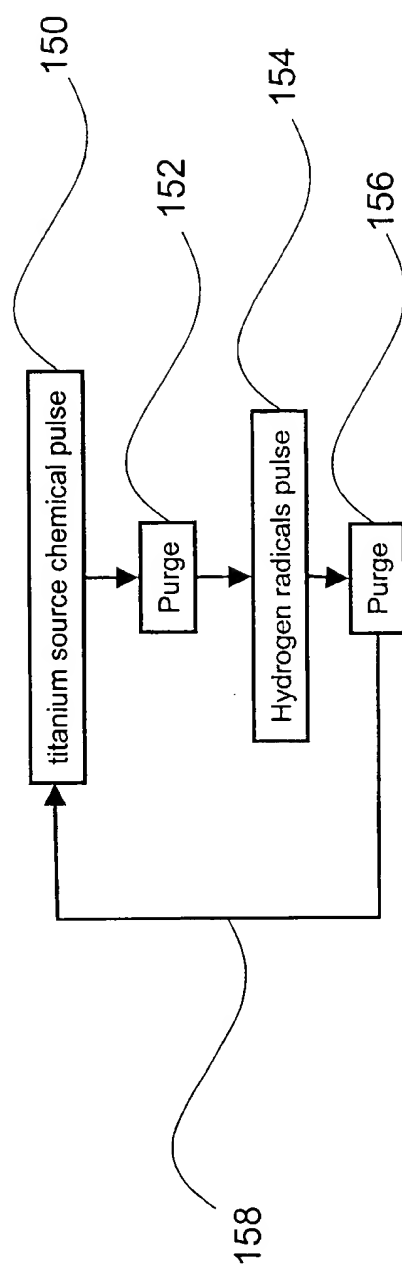 titanium source chemical pulse
150
Purge
152
Hydrogen radicals pulse
154
Purge
156
158